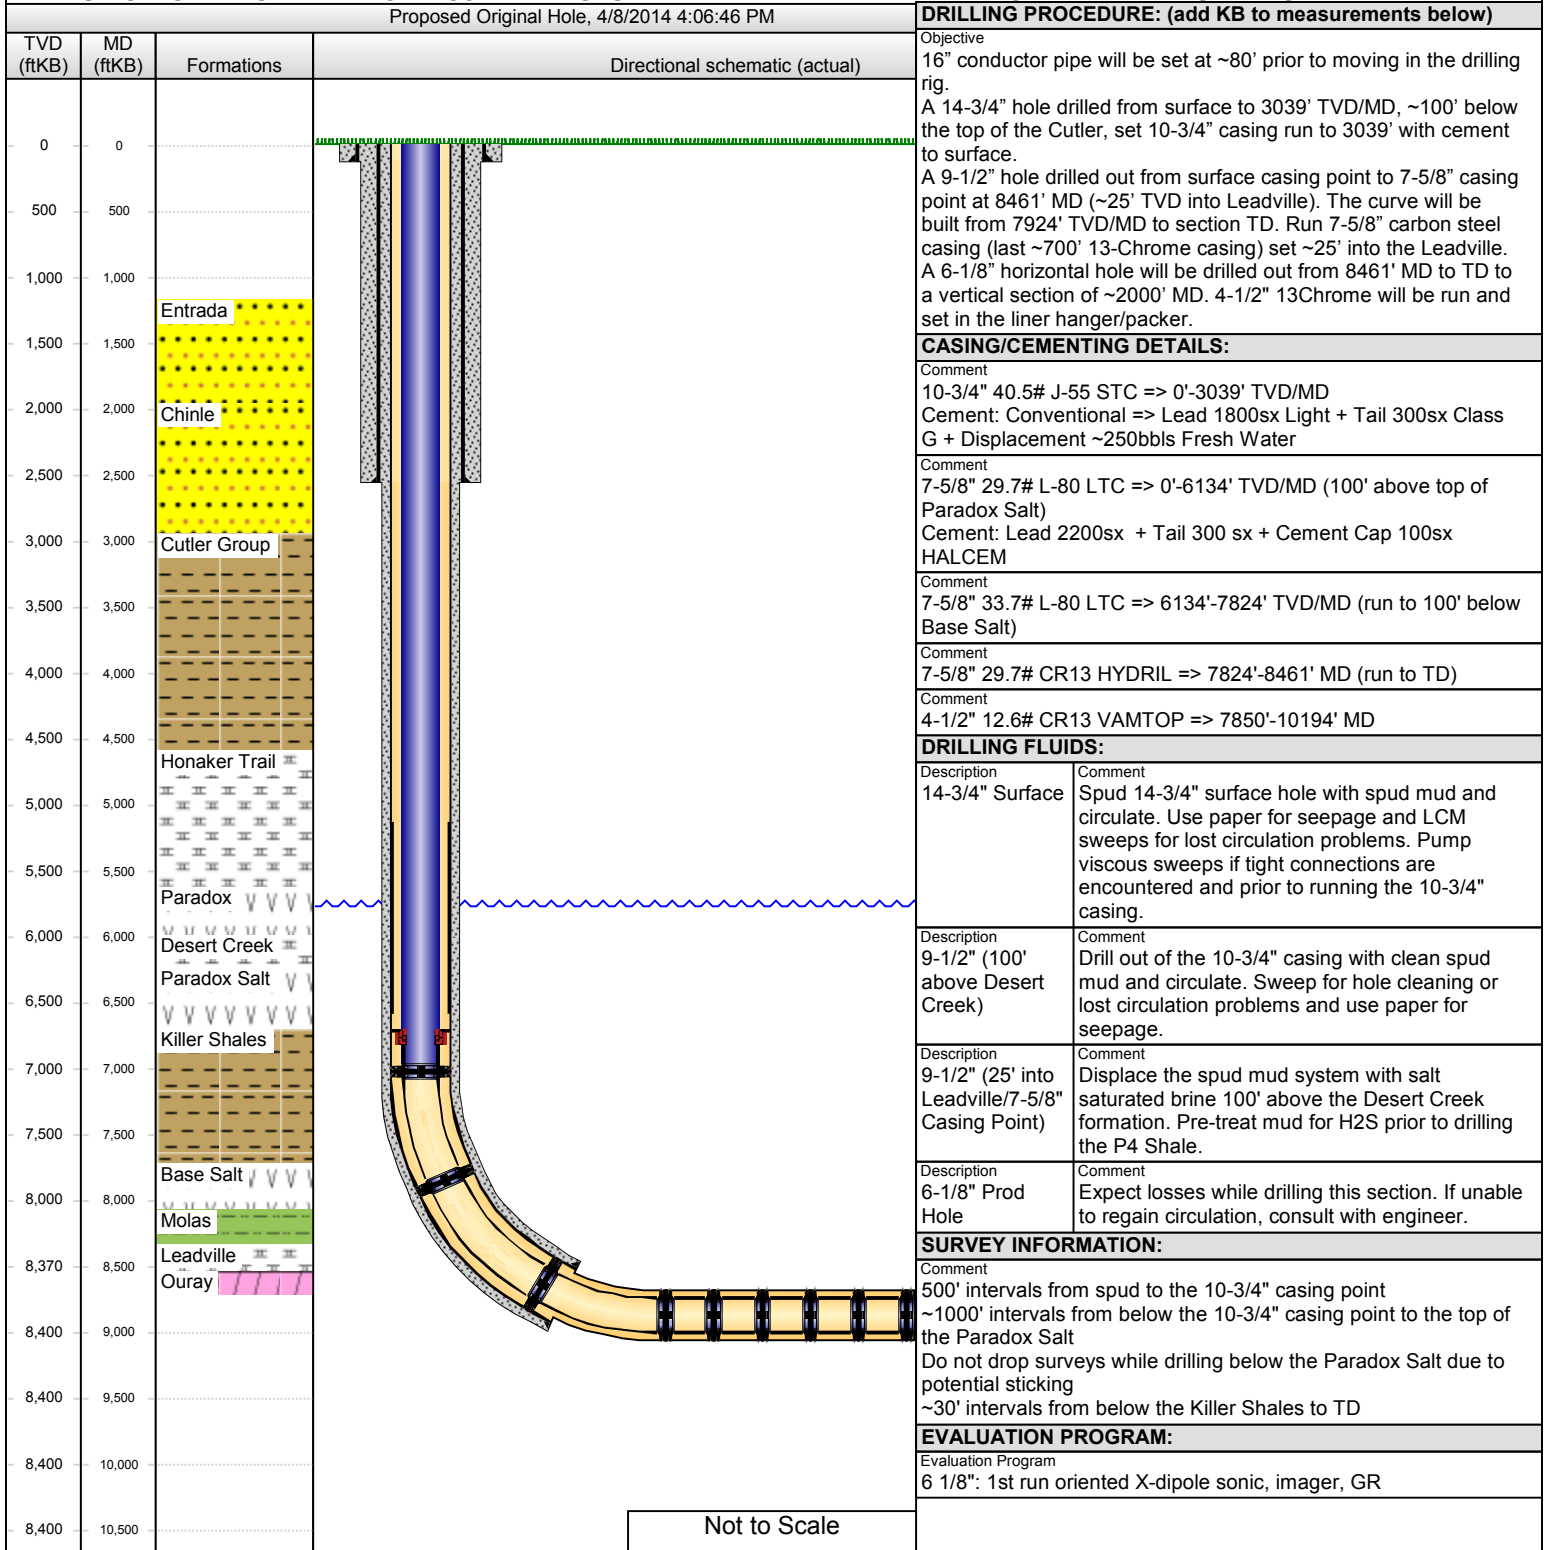 Proposed Original Hole, 4/8/2014 4:06:46 PM
TVD (ftKB)
MD (ftKB)
Formations
Directional schematic (actual)
0 0
500 500
1,000 1,000
Entrada
1,500 1,500
2,000 2,000
Chinle
2,500 2,500
3,000 3,000
Cutler Group
3,500 3,500
4,000 4,000
4,500 4,500
Honaker Trail
5,000 5,000
5,500 5,500
Paradox
6,000 6,000
Desert Creek
Paradox Salt
6,500 6,500
Killer Shales
7,000 7,000
7,500 7,500
Base Salt
8,000 8,000
Molas
Leadville
8,370 8,500
Ouray
8,400 9,000
8,400 9,500
8,400 10,000
8,400 10,500
Not to Scale
DRILLING PROCEDURE: (add KB to measurements below)
Objective
16” conductor pipe will be set at ~80’ prior to moving in the drilling
rig.
A 14-3/4” hole drilled from surface to 3039’ TVD/MD, ~100’ below
the top of the Cutler, set 10-3/4” casing run to 3039’ with cement
to surface.
A 9-1/2” hole drilled out from surface casing point to 7-5/8” casing
point at 8461’ MD (~25’ TVD into Leadville). The curve will be
built from 7924' TVD/MD to section TD. Run 7-5/8” carbon steel
casing (last ~700’ 13-Chrome casing) set ~25’ into the Leadville.
A 6-1/8” horizontal hole will be drilled out from 8461' MD to TD to
a vertical section of ~2000’ MD. 4-1/2" 13Chrome will be run and
set in the liner hanger/packer.
CASING/CEMENTING DETAILS:
Comment
10-3/4" 40.5# J-55 STC => 0'-3039' TVD/MD
Cement: Conventional => Lead 1800sx Light + Tail 300sx Class
G + Displacement ~250bbls Fresh Water
Comment
7-5/8" 29.7# L-80 LTC => 0'-6134' TVD/MD (100' above top of
Paradox Salt)
Cement: Lead 2200sx + Tail 300 sx + Cement Cap 100sx
HALCEM
Comment
7-5/8" 33.7# L-80 LTC => 6134'-7824' TVD/MD (run to 100' below
Base Salt)
Comment
7-5/8" 29.7# CR13 HYDRIL => 7824'-8461' MD (run to TD)
Comment
4-1/2" 12.6# CR13 VAMTOP => 7850'-10194' MD
DRILLING FLUIDS:
Description
14-3/4" Surface
Comment
Spud 14-3/4" surface hole with spud mud and
circulate. Use paper for seepage and LCM
sweeps for lost circulation problems. Pump
viscous sweeps if tight connections are
encountered and prior to running the 10-3/4"
casing.
Description
9-1/2" (100'
above Desert
Creek)
Comment
Drill out of the 10-3/4" casing with clean spud
mud and circulate. Sweep for hole cleaning or
lost circulation problems and use paper for
seepage.
Description
9-1/2" (25' into
Leadville/7-5/8"
Casing Point)
Comment
Displace the spud mud system with salt
saturated brine 100' above the Desert Creek
formation. Pre-treat mud for H2S prior to drilling
the P4 Shale.
Description
6-1/8" Prod
Hole
Comment
Expect losses while drilling this section. If unable
to regain circulation, consult with engineer.
SURVEY INFORMATION:
Comment
500' intervals from spud to the 10-3/4" casing point
~1000' intervals from below the 10-3/4" casing point to the top of
the Paradox Salt
Do not drop surveys while drilling below the Paradox Salt due to
potential sticking
~30' intervals from below the Killer Shales to TD
EVALUATION PROGRAM:
Evaluation Program
6 1/8": 1st run oriented X-dipole sonic, imager, GR